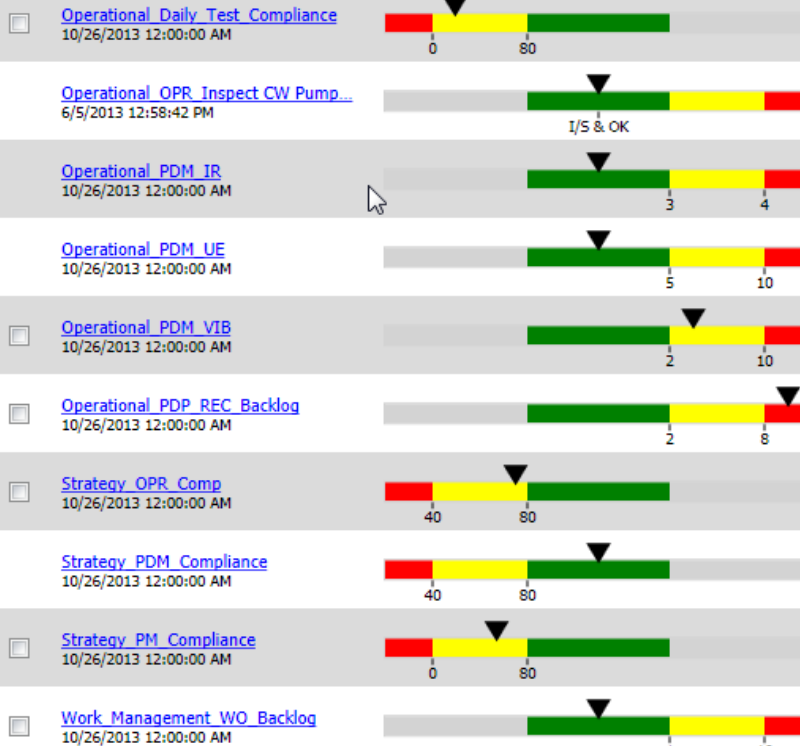 Operational_Daily_Test_Compliance
10/26/2013 12:00:00 AM
0 80
Operational_OPR_Inspect CW Pump...
6/5/2013 12:58:42 PM
I/S & OK
Operational_PDM_IR
10/26/2013 12:00:00 AM
3 4
Operational_PDM_UE
10/26/2013 12:00:00 AM
5 10
Operational_PDM_VIB
10/26/2013 12:00:00 AM
2 10
Operational_PDP_REC_Backlog
10/26/2013 12:00:00 AM
2 8
Strategy_OPR_Comp
10/26/2013 12:00:00 AM
40 80
Strategy_PDM_Compliance
10/26/2013 12:00:00 AM
40 80
Strategy_PM_Compliance
10/26/2013 12:00:00 AM
0 80
Work_Management_WO_Backlog
10/26/2013 12:00:00 AM